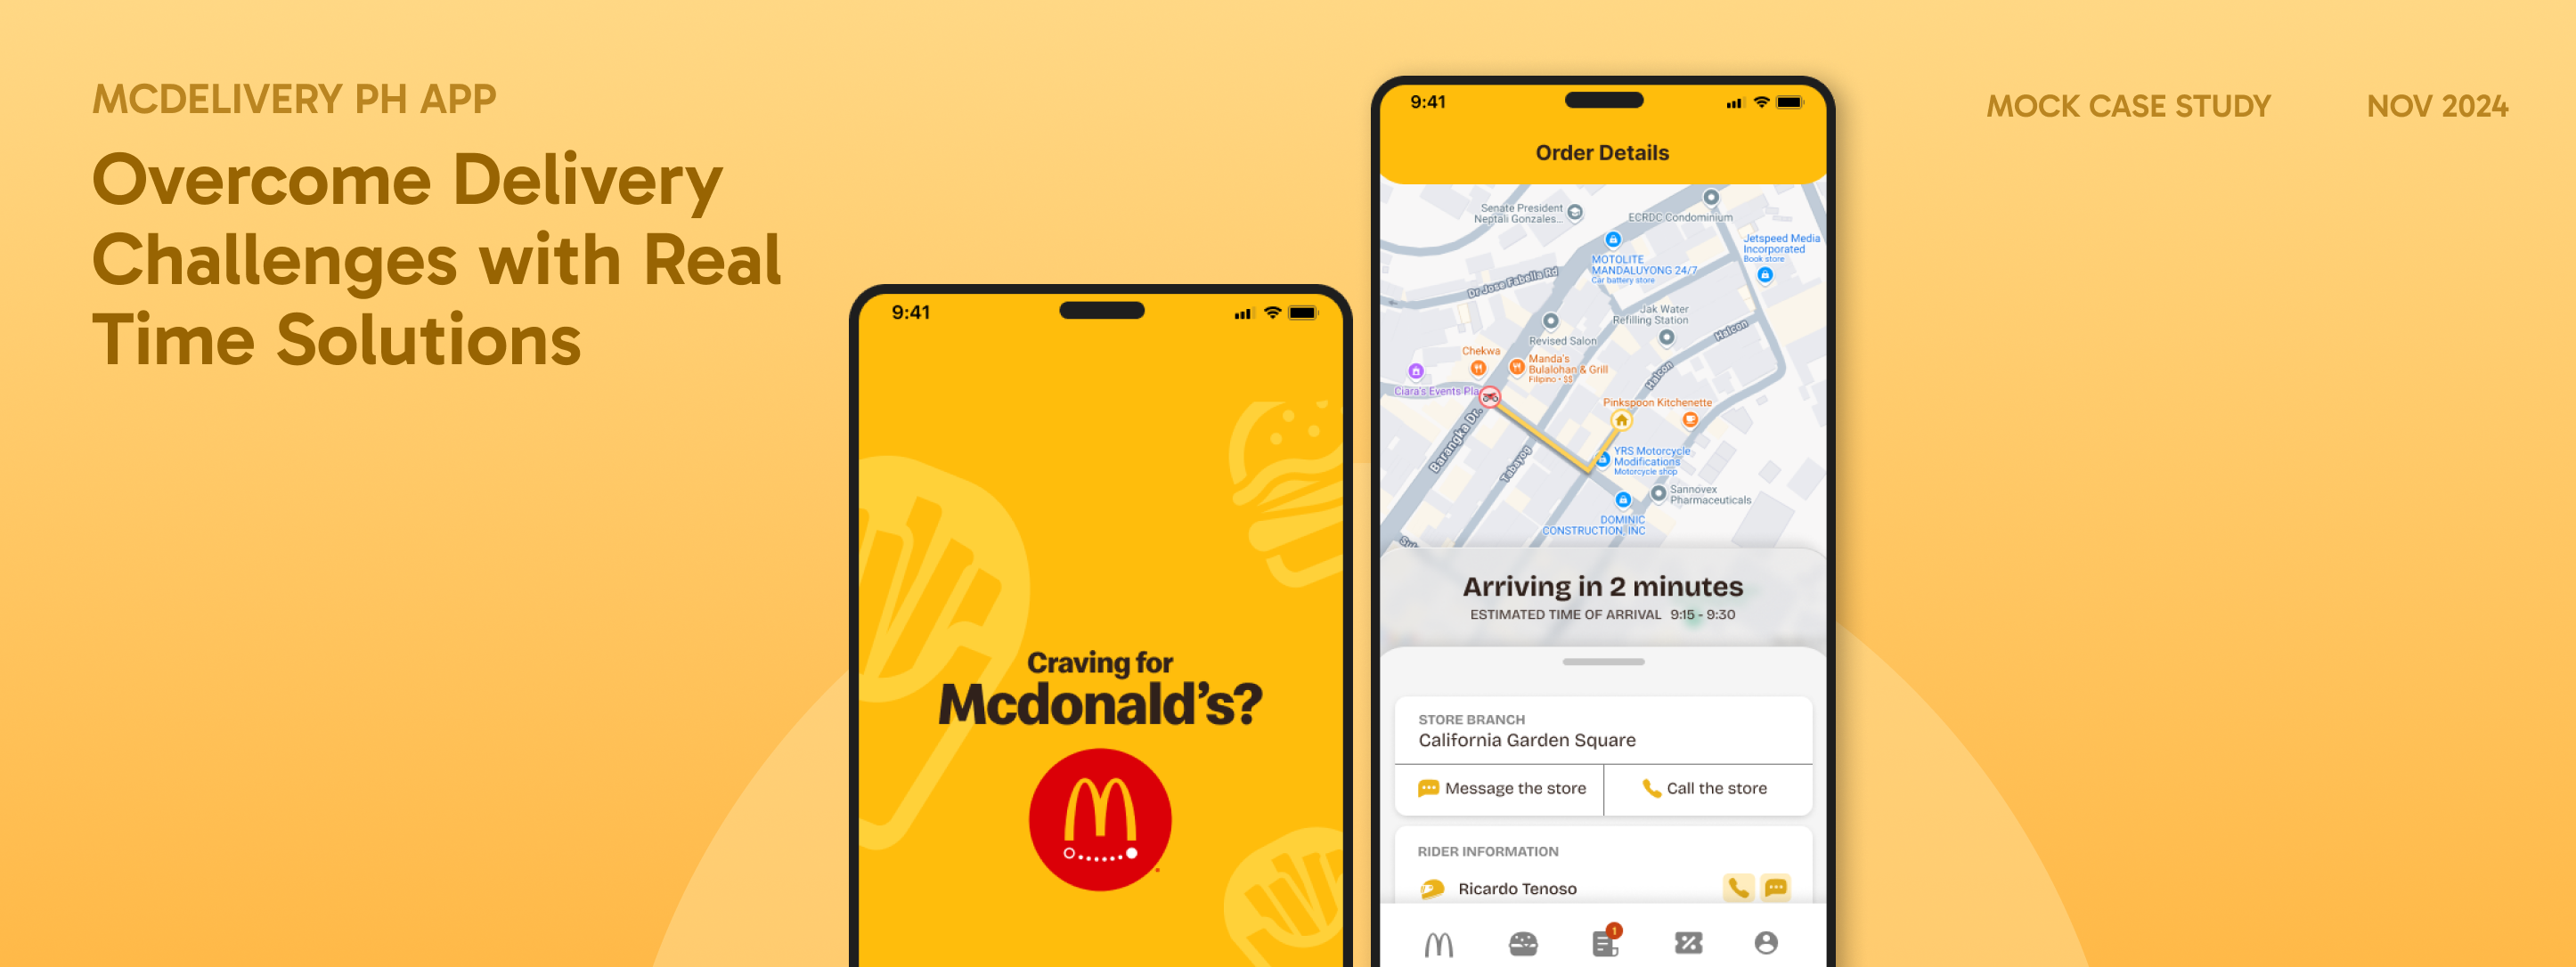 MCDELIVERY PH APP
Overcome Delivery
Challenges with Real
Time Solutions
MOCK CASE STUDY
NOV 2024
9:41
Craving for
Mcdonald's?
9:41
Order Details
Senate President
Neptali Gonzales...
ECRDC Condominium
Jetspeed Media
Incorporated
Book store
MOTOLITE
MANDALUYONG 24/7
Car battery store
Dr Jose Fabella Rd
Jak Water
Refilling Station
Halcon
Revised Salon
Chekwa
Manda's
Bulalohan & Grill
Filipino • $$
Halcon
Ciara's Events Pla
Pinkspoon Kitchenette
Barangka Dr.
Tabayog
YRS Motorcycle
Modifications
Motorcycle shop
Sannovex
Pharmaceuticals
DOMINIC
CONSTRUCTION, INC
Arriving in 2 minutes
ESTIMATED TIME OF ARRIVAL 9:15 - 9:30
STORE BRANCH
California Garden Square
Message the store
Call the store
RIDER INFORMATION
Ricardo Tenoso
1